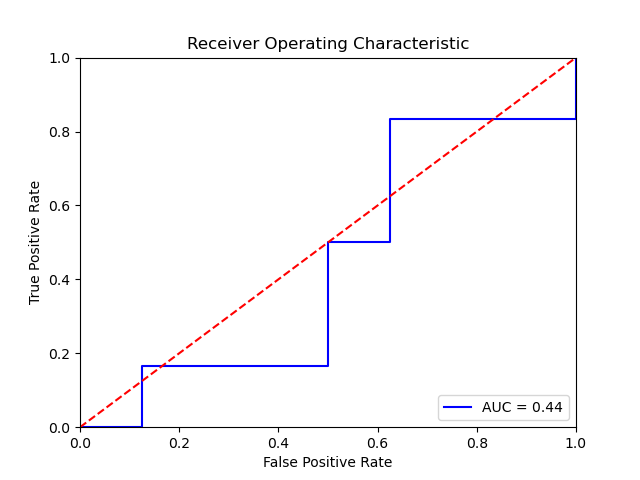 Receiver Operating Characteristic
True Positive Rate
1.0
0.8
0.6
0.4
0.2
0.0
AUC = 0.44
0.0 0.2 0.4 0.6 0.8 1.0
False Positive Rate